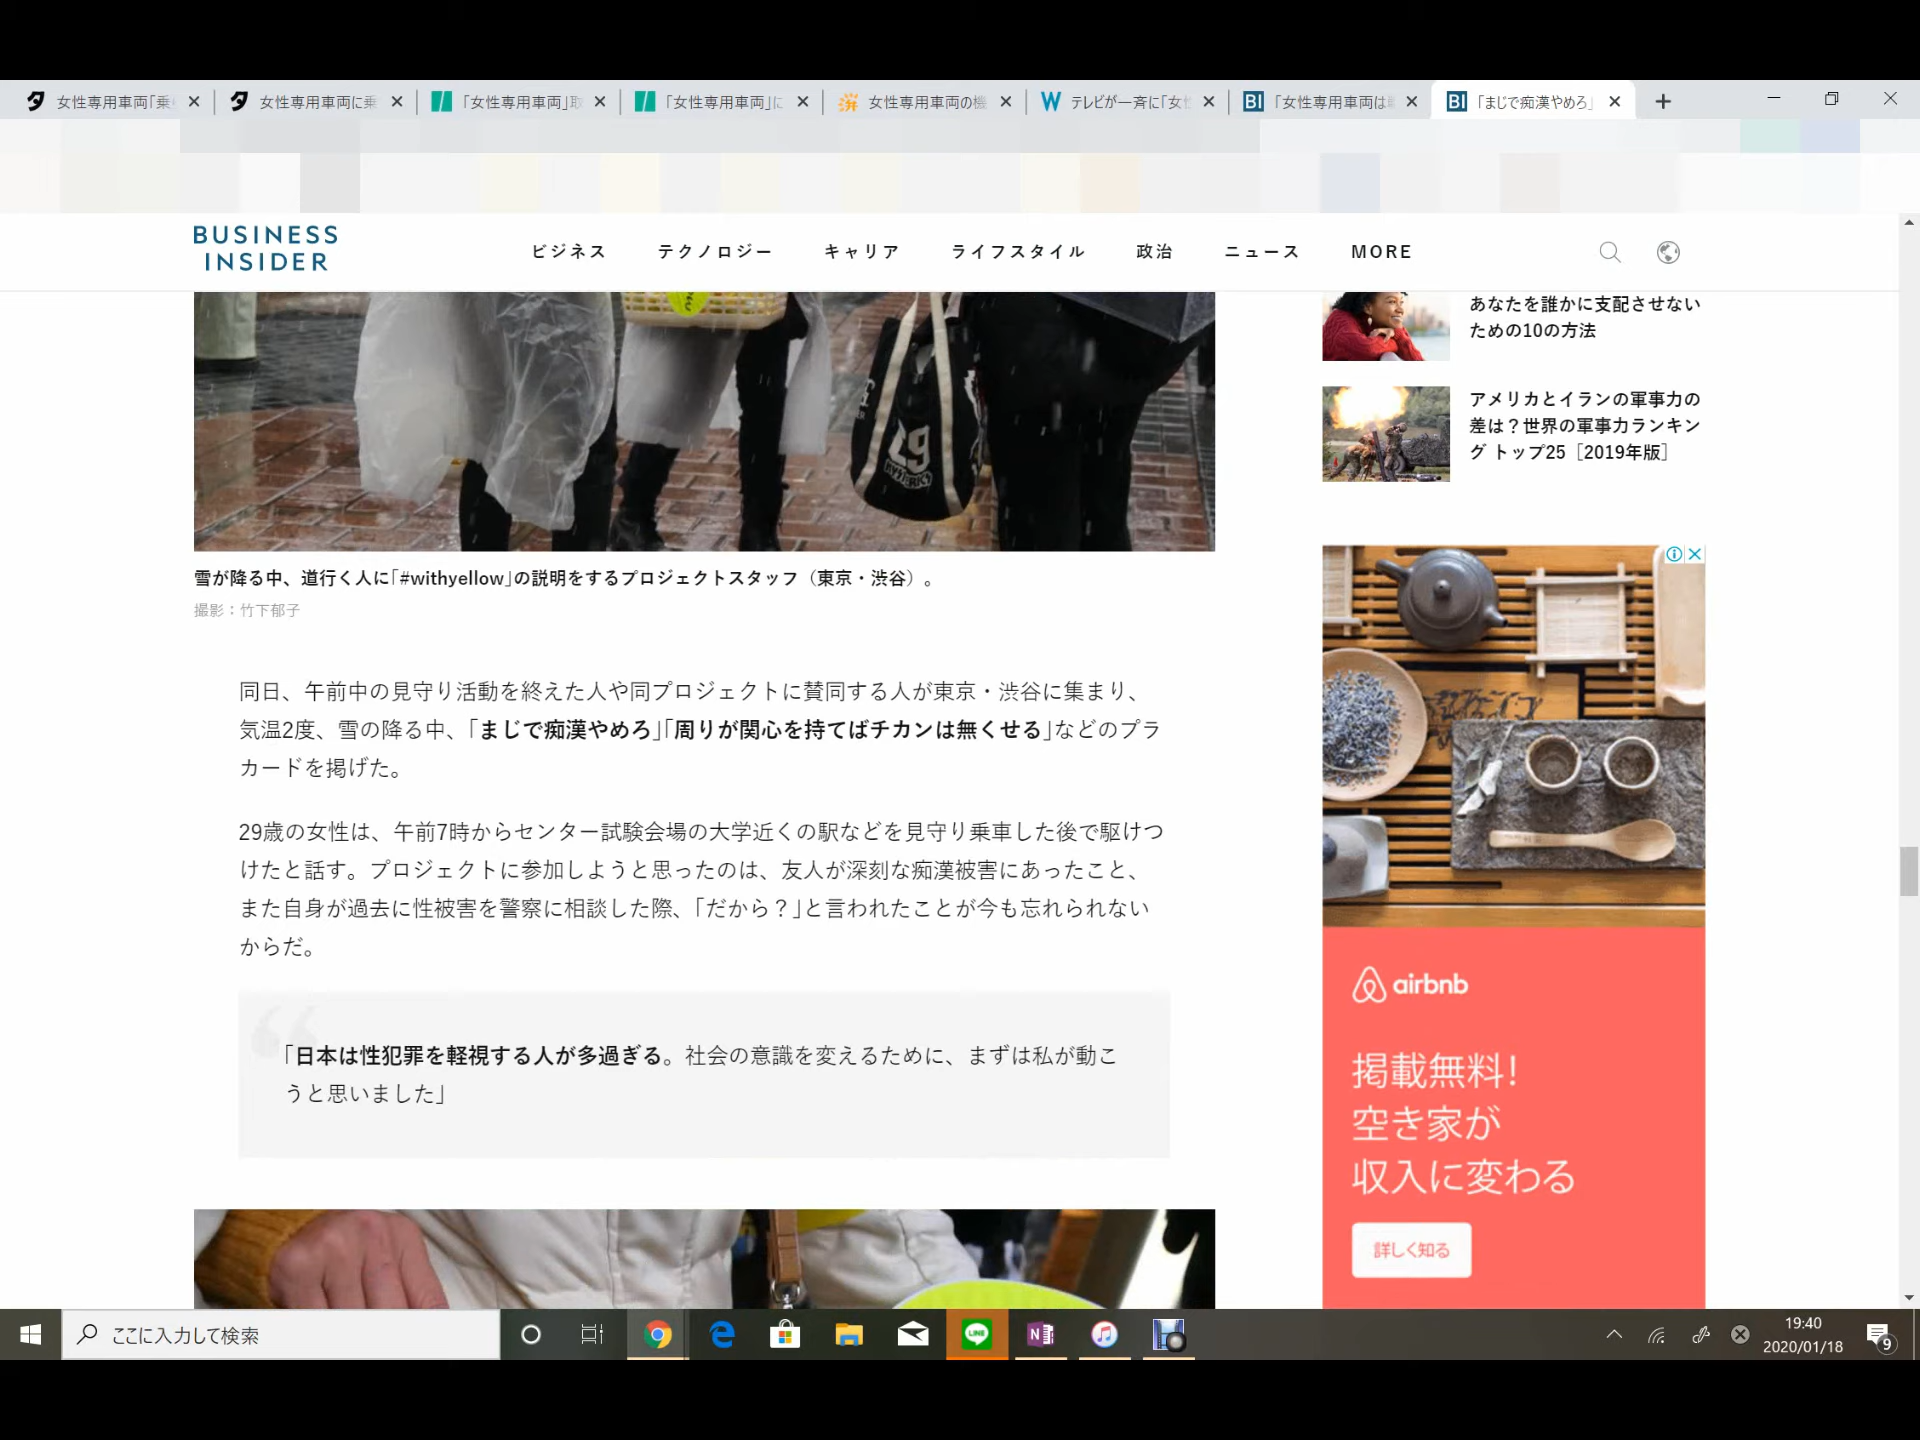 女性専用車両「乗
女性専用車両に乗
「女性専用車両」取
「女性専用車両」に
女性専用車両の機
テレビが一斉に「女性
「女性専用車両は
「まじで痴漢やめろ」
BUSINESS
INSIDER
ビジネス
テクノロジー
キャリア
ライフスタイル
政治
ニュース
MORE
29
HYSTERICS
雪が降る中、道行く人に「#withyellow」の説明をするプロジェクトスタッフ（東京・渋谷）。
撮影：竹下郁子
同日、午前中の見守り活動を終えた人や同プロジェクトに賛同する人が東京・渋谷に集まり、
気温2度、雪の降る中、「まじで痴漢やめろ」「周りが関心を持てばチカンは無くせる」などのプラ
カードを掲げた。
29歳の女性は、午前7時からセンター試験会場の大学近くの駅などを見守り乗車した後で駆けつ
けたと話す。プロジェクトに参加しようと思ったのは、友人が深刻な痴漢被害にあったこと、
また自身が過去に性被害を警察に相談した際、「だから？」と言われたことが今も忘れられない
からだ。
「日本は性犯罪を軽視する人が多過ぎる。社会の意識を変えるために、まずは私が動こ
うと思いました」
あなたを誰かに支配させない
ための10の方法
アメリカとイランの軍事力の
差は？世界の軍事力ランキン
グ トップ25［2019年版］
airbnb
掲載無料!
空き家が
収入に変わる
詳しく知る
ここに入力して検索
LINE
19:40
2020/01/18
9